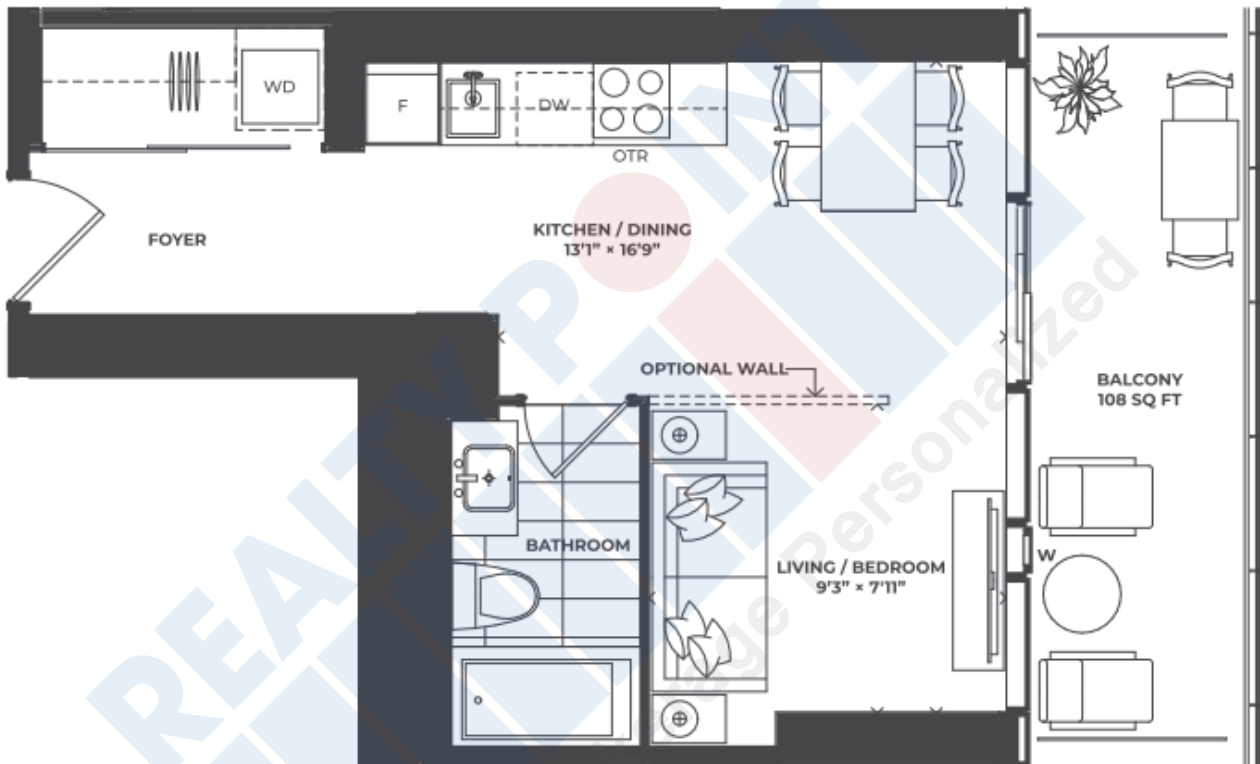 WD
F
DW
OTR
FOYER
KITCHEN / DINING
13'1" × 16'9"
OPTIONAL WALL
BALCONY
108 SQ FT
BATHROOM
W
LIVING / BEDROOM
9'3" × 7'11"
REALTY POINT
Personalized